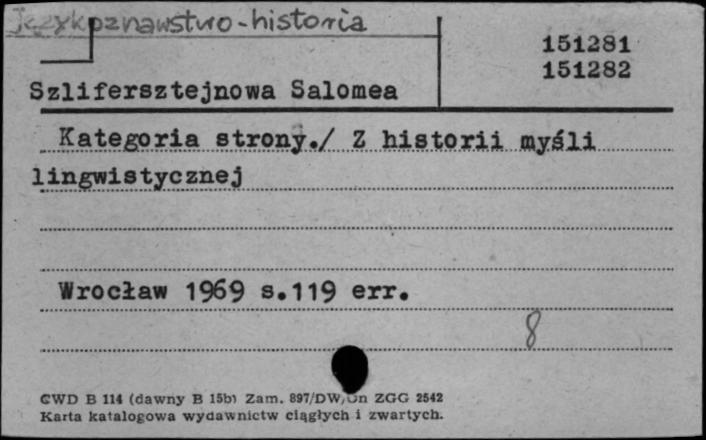 Językoznawstwo-historia
151281
151282
Szlifersztejnowa Salomea
Kategoria strony./ Z historii myśli
lingwistycznej
Wrocław 1969 s.119 err.
8
CWD B 114 (dawny B 15b) Zam. 897/DW/ ZGG 2542
Karta katalogowa wydawnictw ciągłych i zwartych.